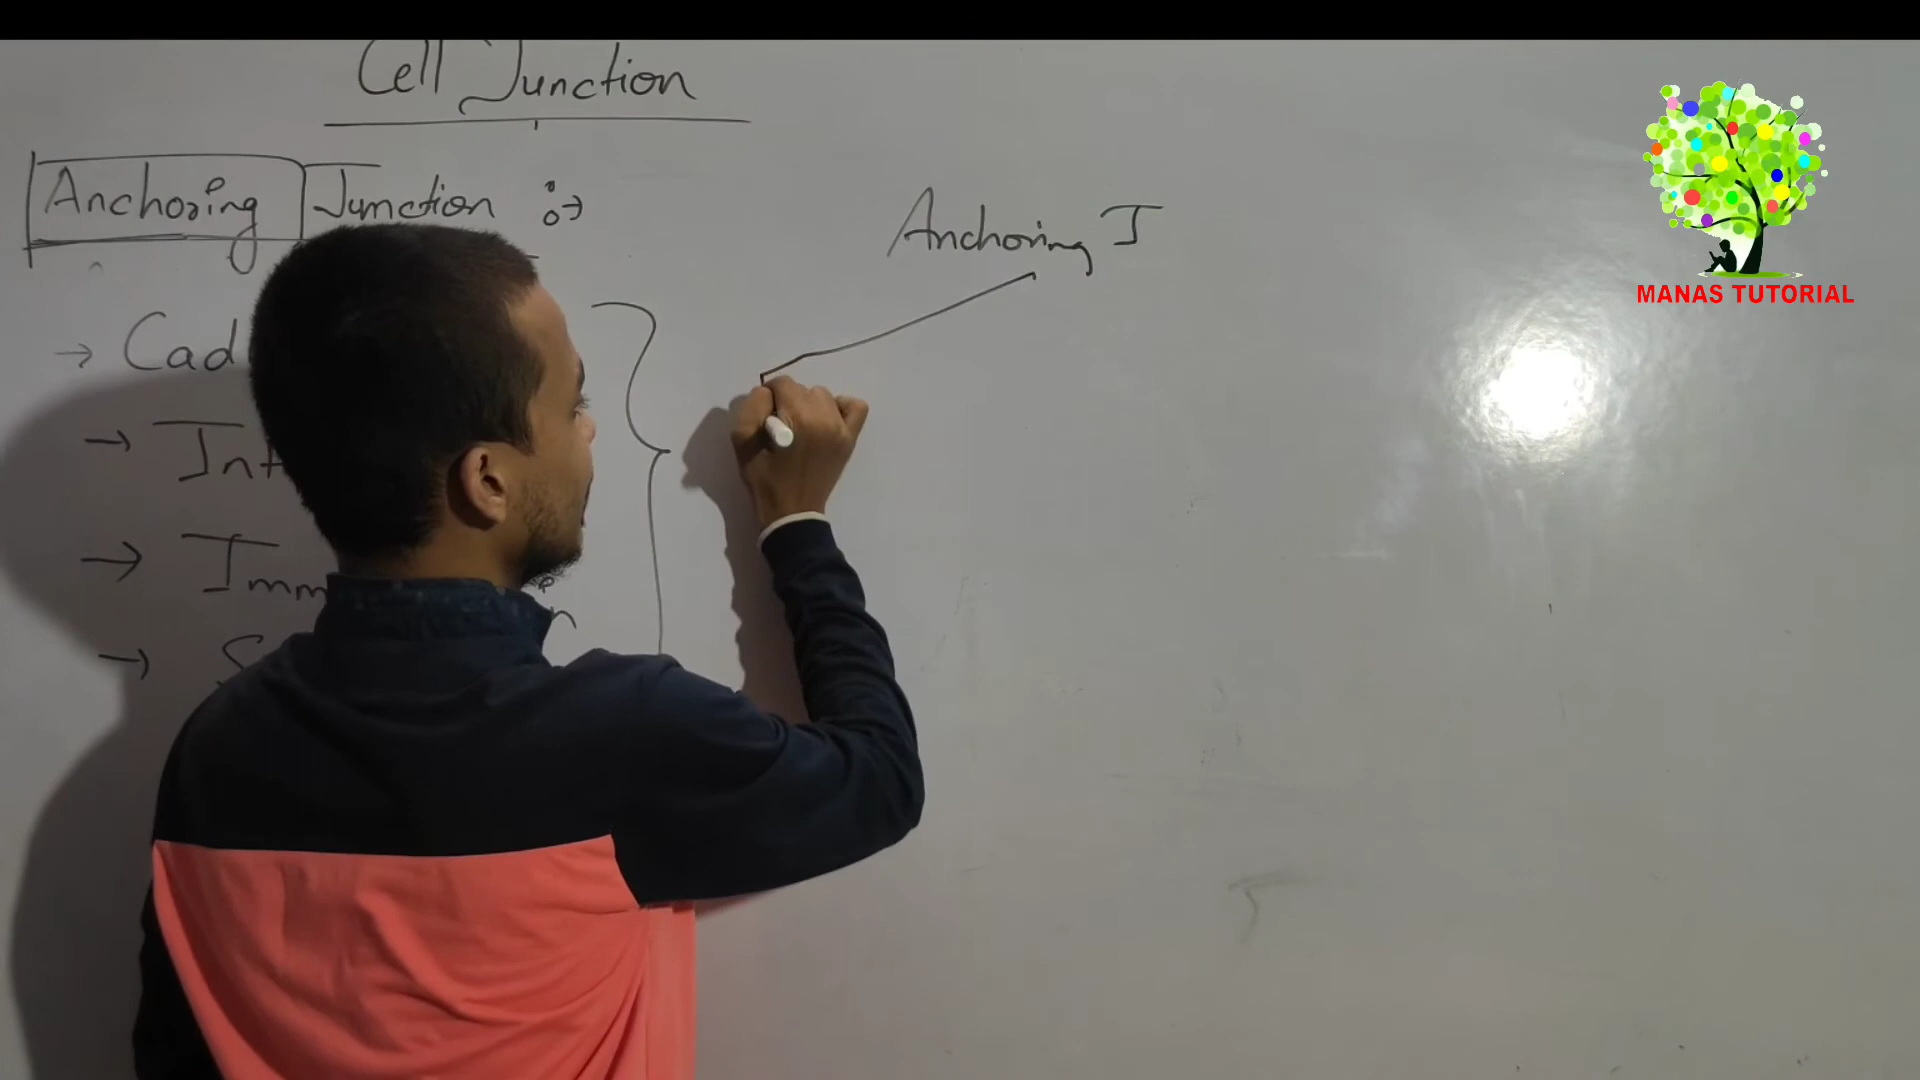 Cell Junction
Anchoring Junction :→
→ Cad
→ Int
→ Imm
→ S
Anchoring J
MANAS TUTORIAL